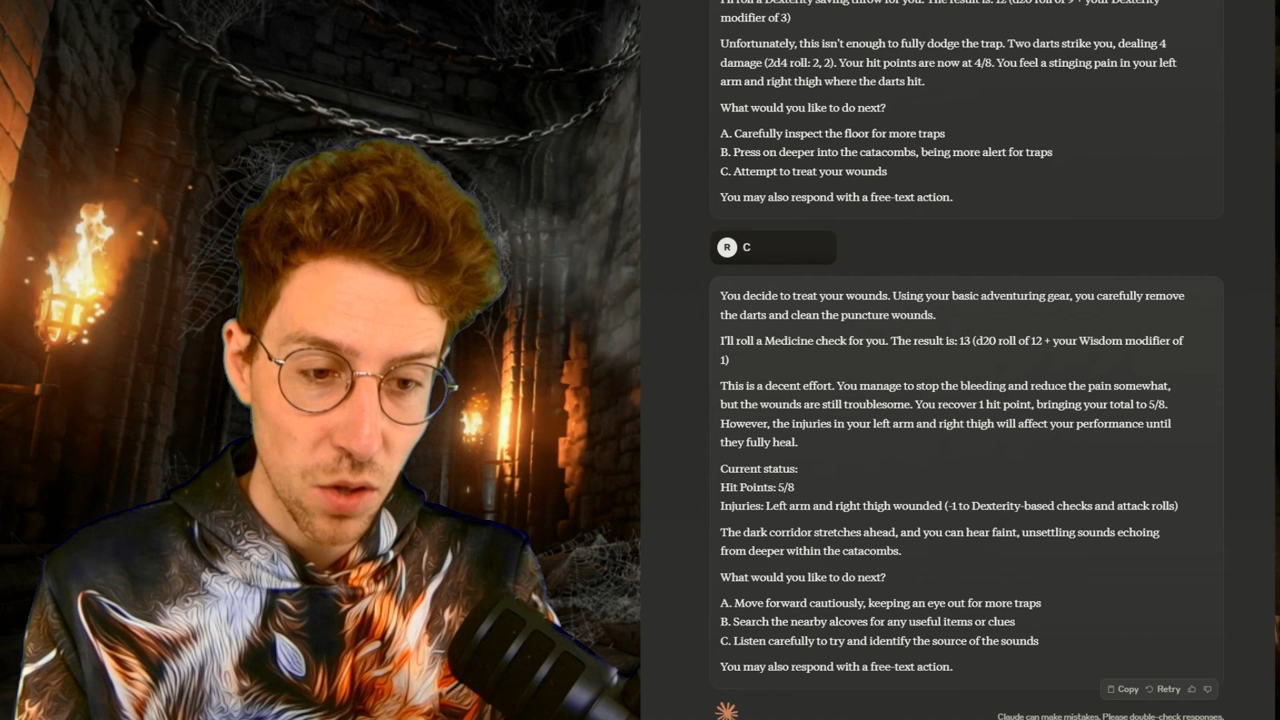 modifier of 3)
Unfortunately, this isn't enough to fully dodge the trap. Two darts strike you, dealing 4
damage (2d4 roll: 2, 2). Your hit points are now at 4/8. You feel a stinging pain in your left
arm and right thigh where the darts hit.
What would you like to do next?
A. Carefully inspect the floor for more traps
B. Press on deeper into the catacombs, being more alert for traps
C. Attempt to treat your wounds
You may also respond with a free-text action.
R C
You decide to treat your wounds. Using your basic adventuring gear, you carefully remove
the darts and clean the puncture wounds.
I'll roll a Medicine check for you. The result is: 13 (d20 roll of 12 + your Wisdom modifier of
1)
This is a decent effort. You manage to stop the bleeding and reduce the pain somewhat,
but the wounds are still troublesome. You recover 1 hit point, bringing your total to 5/8.
However, the injuries in your left arm and right thigh will affect your performance until
they fully heal.
Current status:
Hit Points: 5/8
Injuries: Left arm and right thigh wounded (-1 to Dexterity-based checks and attack rolls)
The dark corridor stretches ahead, and you can hear faint, unsettling sounds echoing
from deeper within the catacombs.
What would you like to do next?
A. Move forward cautiously, keeping an eye out for more traps
B. Search the nearby alcoves for any useful items or clues
C. Listen carefully to try and identify the source of the sounds
You may also respond with a free-text action.
Copy Retry
Claude can make mistakes. Please double-check responses.